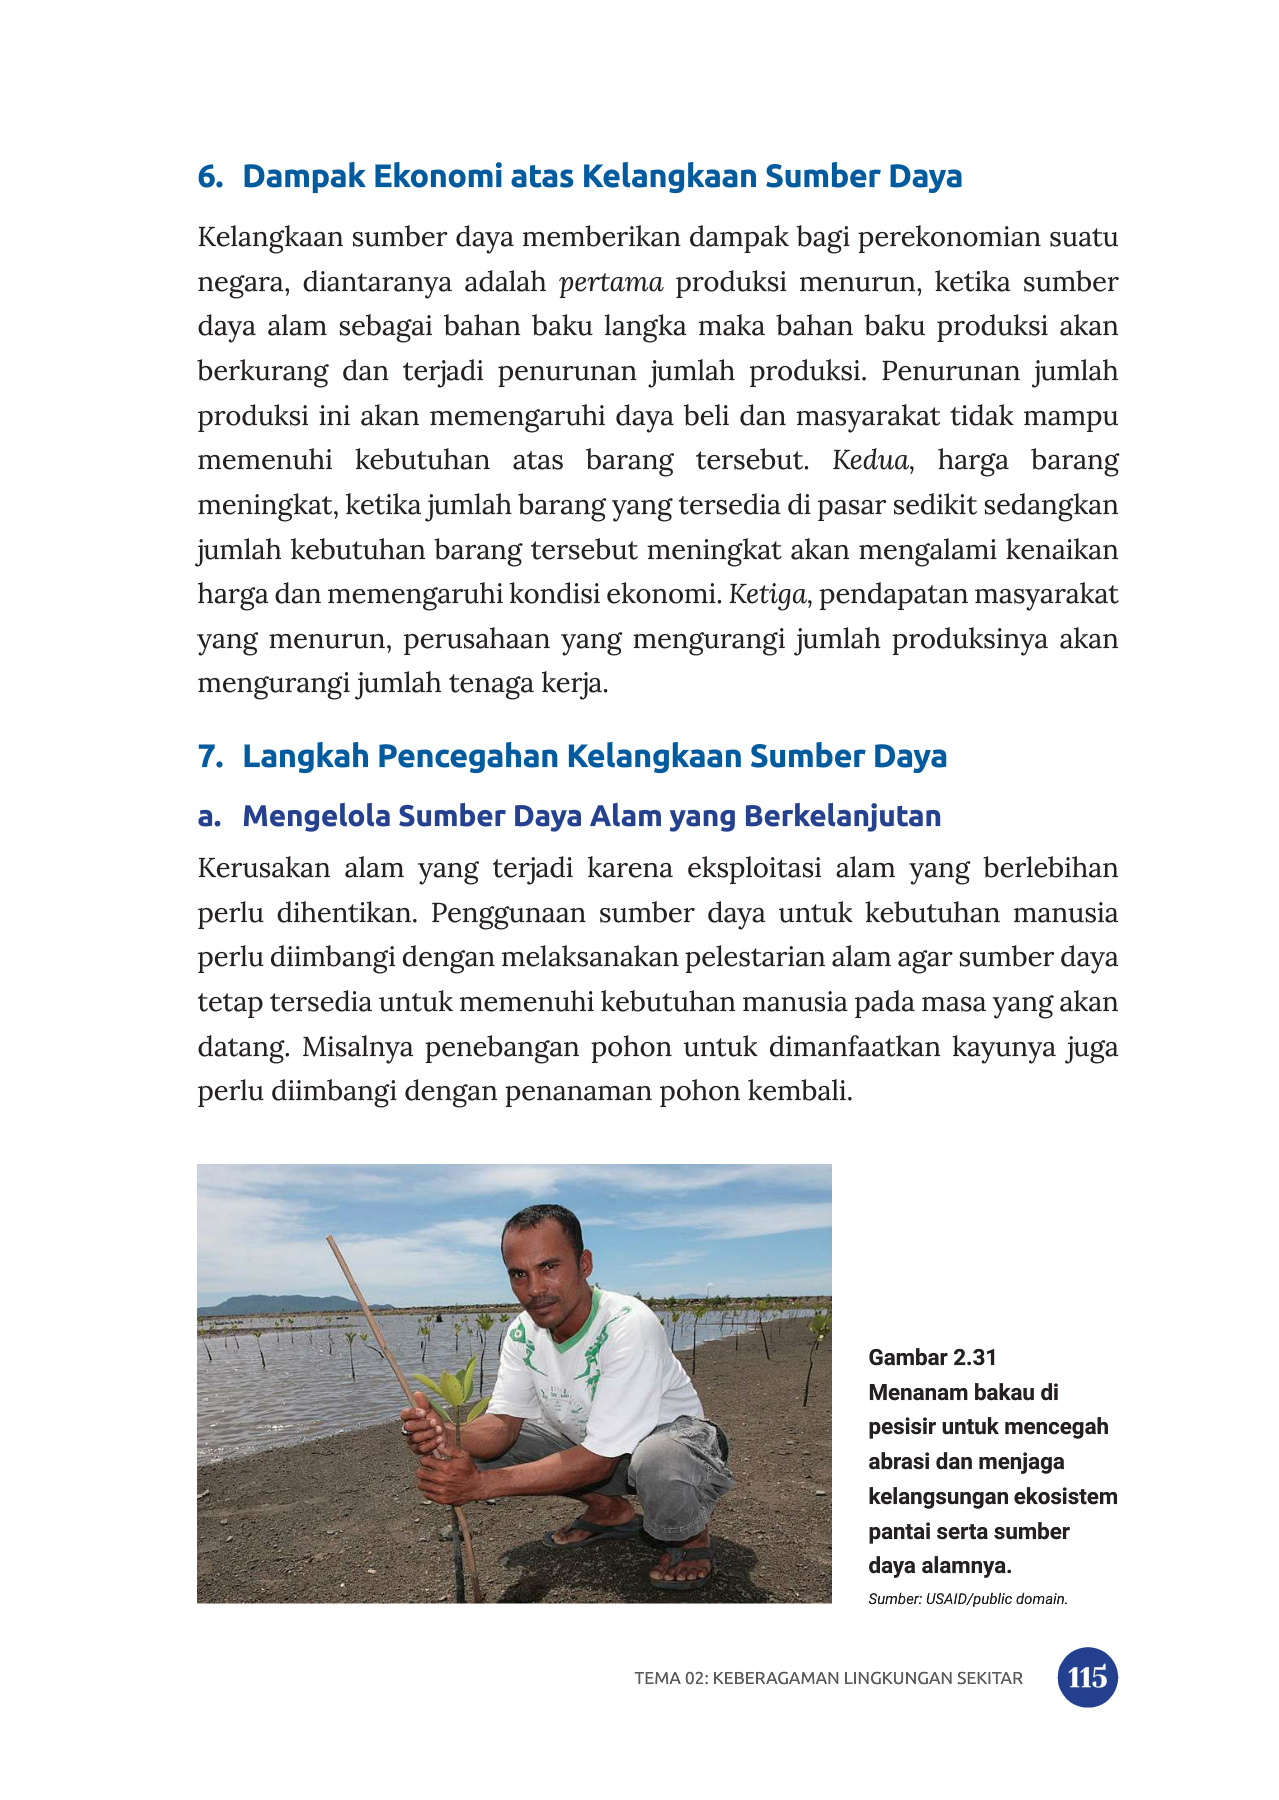 6. Dampak Ekonomi atas Kelangkaan Sumber Daya
Kelangkaan sumber daya memberikan dampak bagi perekonomian suatu
negara, diantaranya adalah pertama produksi menurun, ketika sumber
daya alam sebagai bahan baku langka maka bahan baku produksi akan
berkurang dan terjadi penurunan jumlah produksi. Penurunan jumlah
produksi ini akan memengaruhi daya beli dan masyarakat tidak mampu
memenuhi kebutuhan atas barang tersebut. Kedua, harga barang
meningkat, ketika jumlah barang yang tersedia di pasar sedikit sedangkan
jumlah kebutuhan barang tersebut meningkat akan mengalami kenaikan
harga dan memengaruhi kondisi ekonomi. Ketiga, pendapatan masyarakat
yang menurun, perusahaan yang mengurangi jumlah produksinya akan
mengurangi jumlah tenaga kerja.
7. Langkah Pencegahan Kelangkaan Sumber Daya
a. Mengelola Sumber Daya Alam yang Berkelanjutan
Kerusakan alam yang terjadi karena eksploitasi alam yang berlebihan
perlu dihentikan. Penggunaan sumber daya untuk kebutuhan manusia
perlu diimbangi dengan melaksanakan pelestarian alam agar sumber daya
tetap tersedia untuk memenuhi kebutuhan manusia pada masa yang akan
datang. Misalnya penebangan pohon untuk dimanfaatkan kayunya juga
perlu diimbangi dengan penanaman pohon kembali.
Gambar 2.31
Menanam bakau di
pesisir untuk mencegah
abrasi dan menjaga
kelangsungan ekosistem
pantai serta sumber
daya alamnya.
Sumber: USAID/public domain.
TEMA 02: KEBERAGAMAN LINGKUNGAN SEKITAR
115